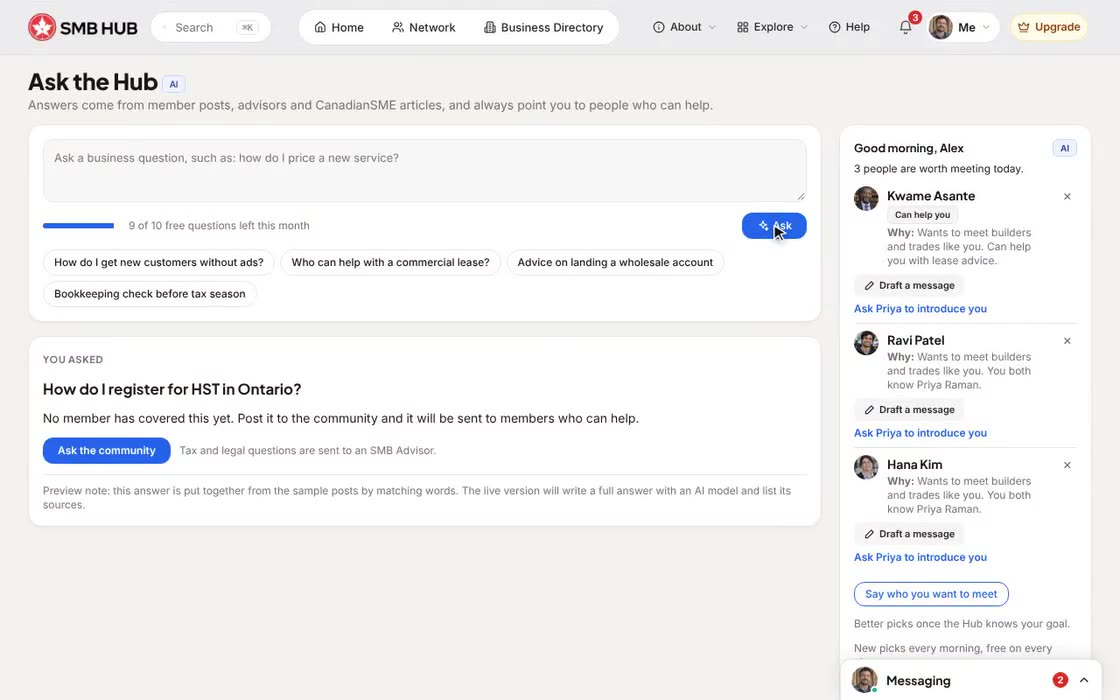 SMB HUB
Search
⌘K
Home
Network
Business Directory
About
Explore
Help
3
Me
Upgrade
Ask the Hub
AI
Answers come from member posts, advisors and CanadianSME articles, and always point you to people who can help.
Ask a business question, such as: how do I price a new service?
9 of 10 free questions left this month
Ask
How do I get new customers without ads?
Who can help with a commercial lease?
Advice on landing a wholesale account
Bookkeeping check before tax season
YOU ASKED
How do I register for HST in Ontario?
No member has covered this yet. Post it to the community and it will be sent to members who can help.
Ask the community
Tax and legal questions are sent to an SMB Advisor.
Preview note: this answer is put together from the sample posts by matching words. The live version will write a full answer with an AI model and list its
sources.
Good morning, Alex
AI
3 people are worth meeting today.
Kwame Asante
Can help you
Why: Wants to meet builders
and trades like you. Can help
you with lease advice.
Draft a message
Ask Priya to introduce you
Ravi Patel
Why: Wants to meet builders
and trades like you. You both
know Priya Raman.
Draft a message
Ask Priya to introduce you
Hana Kim
Why: Wants to meet builders
and trades like you. You both
know Priya Raman.
Draft a message
Ask Priya to introduce you
Say who you want to meet
Better picks once the Hub knows your goal.
New picks every morning, free on every
Messaging
2